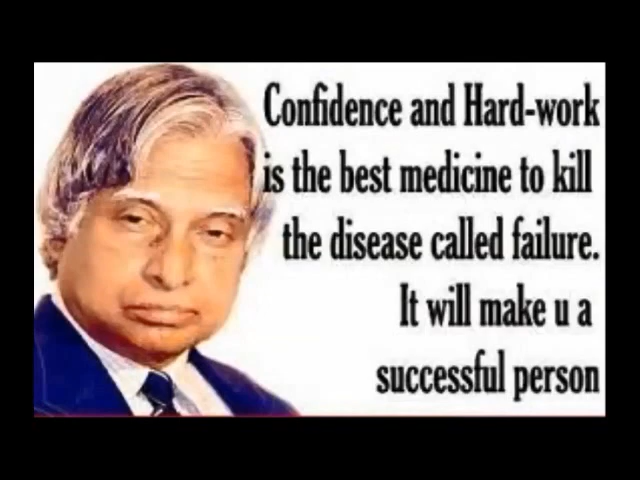 Confidence and Hard-work
is the best medicine to kill
the disease called failure.
It will make u a
successful person